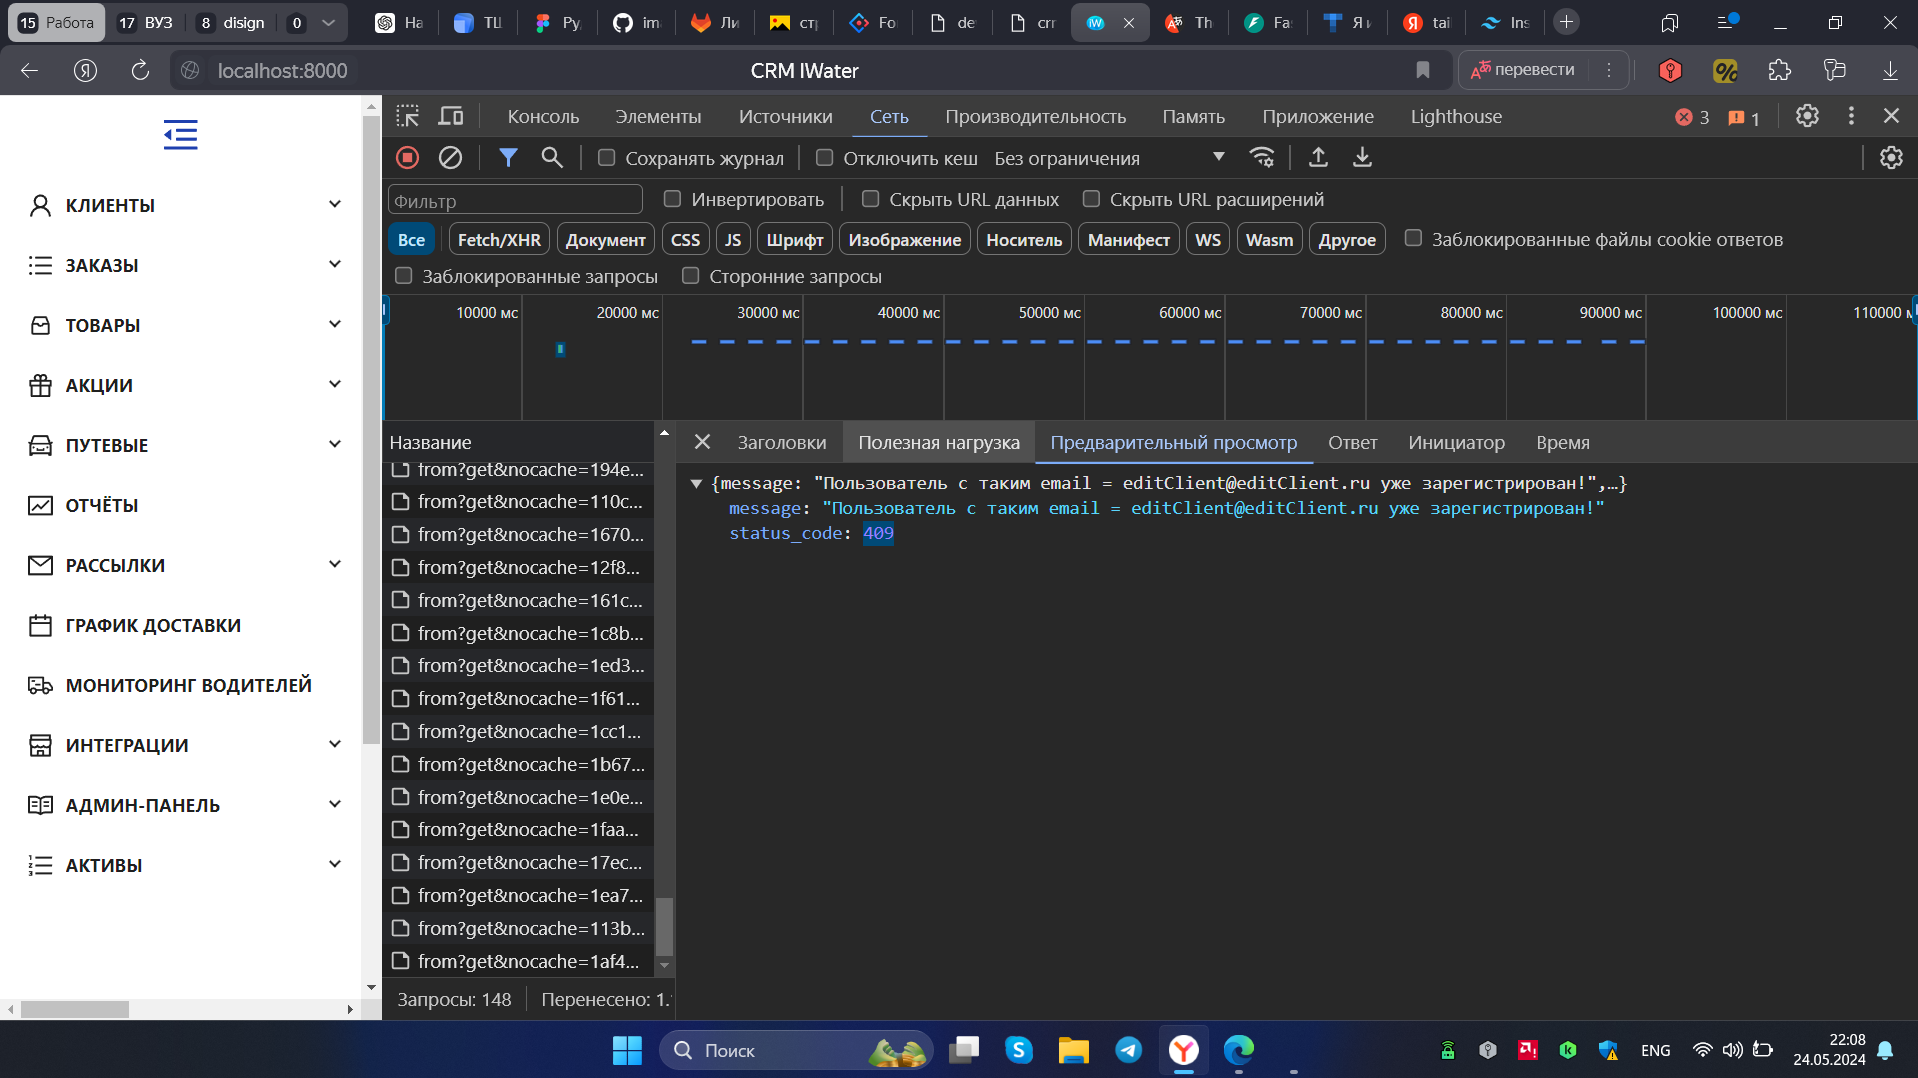 15 Работа 17 ВУЗ 8 disign 0 На ТЦ Ру ima Ли стр Fo de crr The Fas Я и tail Ins
localhost:8000 CRM IWater перевести
КЛИЕНТЫ
ЗАКАЗЫ
ТОВАРЫ
АКЦИИ
ПУТЕВЫЕ
ОТЧЁТЫ
РАССЫЛКИ
ГРАФИК ДОСТАВКИ
МОНИТОРИНГ ВОДИТЕЛЕЙ
ИНТЕГРАЦИИ
АДМИН-ПАНЕЛЬ
АКТИВЫ
Консоль Элементы Источники Сеть Производительность Память Приложение Lighthouse 3 1
Сохранять журнал Отключить кеш Без ограничения
Фильтр Инвертировать Скрыть URL данных Скрыть URL расширений
Все Fetch/XHR Документ CSS JS Шрифт Изображение Носитель Манифест WS Wasm Другое Заблокированные файлы cookie ответов
Заблокированные запросы Сторонние запросы
10000 мс 20000 мс 30000 мс 40000 мс 50000 мс 60000 мс 70000 мс 80000 мс 90000 мс 100000 мс 110000 м
Название
from?get&nocache=194e...
from?get&nocache=110c...
from?get&nocache=1670...
from?get&nocache=12f8...
from?get&nocache=161c...
from?get&nocache=1c8b...
from?get&nocache=1ed3...
from?get&nocache=1f61...
from?get&nocache=1cc1...
from?get&nocache=1b67...
from?get&nocache=1e0e...
from?get&nocache=1faa...
from?get&nocache=17ec...
from?get&nocache=1ea7...
from?get&nocache=113b...
from?get&nocache=1af4...
Запросы: 148 Перенесено: 1.
Заголовки Полезная нагрузка Предварительный просмотр Ответ Инициатор Время
{message: "Пользователь с таким email = editClient@editClient.ru уже зарегистрирован!",…}
message: "Пользователь с таким email = editClient@editClient.ru уже зарегистрирован!"
status_code: 409
Поиск
ENG
22:08
24.05.2024